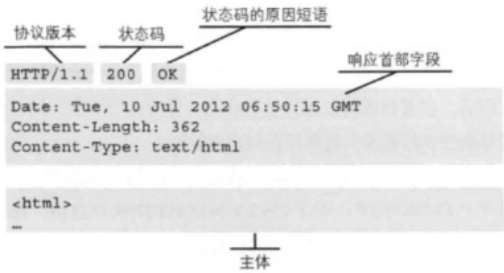 状态码的原因短语
协议版本 状态码
响应首部字段
HTTP/1.1 200 OK
Date: Tue, 10 Jul 2012 06:50:15 GMT
Content-Length: 362
Content-Type: text/html
<html>
…
主体